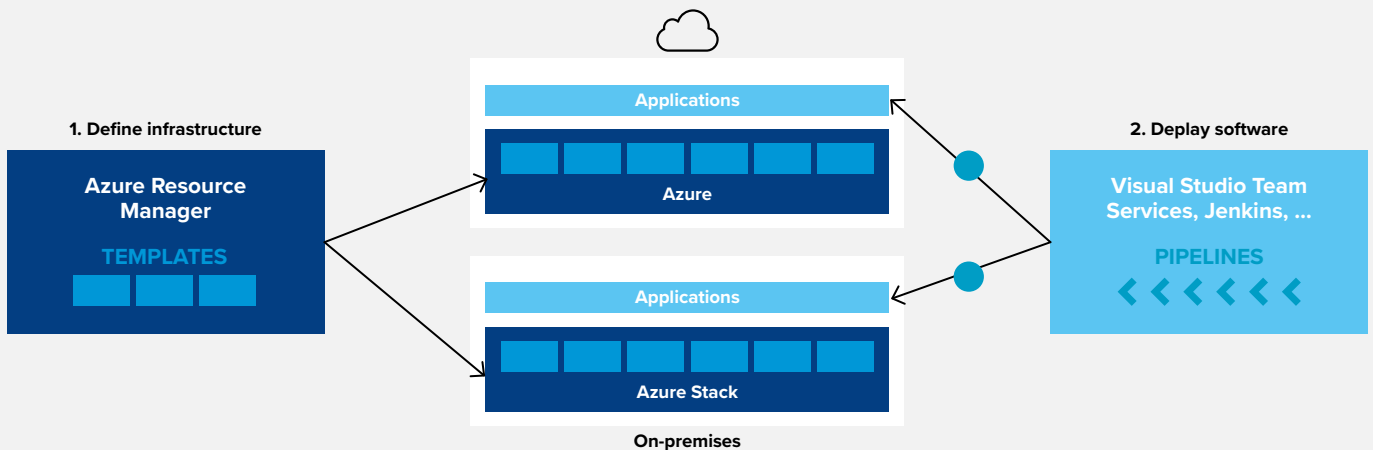 1. Define infrastructure
Azure Resource
Manager
TEMPLATES
Applications
Azure
Applications
Azure Stack
On-premises
2. Deplay software
Visual Studio Team
Services, Jenkins, ...
PIPELINES